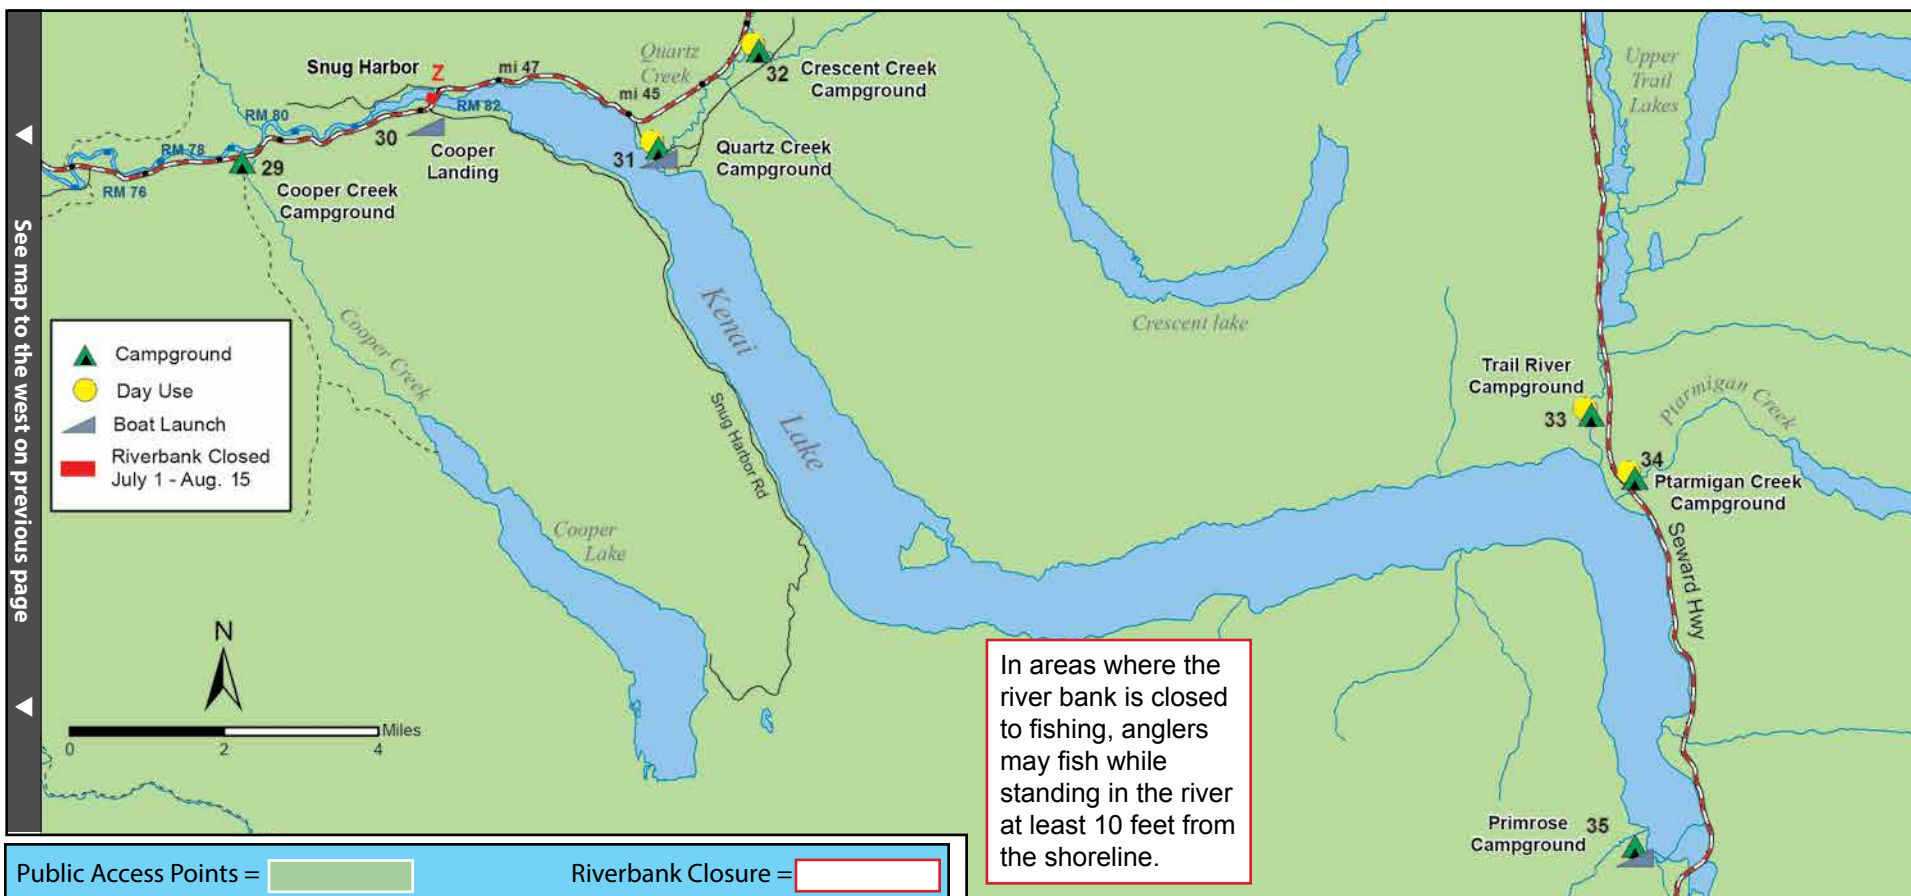 Snug Harbor
Z
mi 47
Quartz
Creek
mi 45
32
Crescent Creek
Campground
Upper
Trail
Lakes
RM 80
RM 82
30
Cooper
Landing
31
Quartz Creek
Campground
RM 78
RM 76
29
Cooper Creek
Campground
See map to the west on previous page
Kenai
Lake
Crescent lake
Cooper Creek
Campground
Day Use
Boat Launch
Riverbank Closed
July 1 - Aug. 15
Snug Harbor Rd
Trail River
Campground
33
Ptarmigan Creek
34
Ptarmigan Creek
Campground
Seward Hwy
Cooper
Lake
N
Miles
0
2
4
In areas where the
river bank is closed
to fishing, anglers
may fish while
standing in the river
at least 10 feet from
the shoreline.
Primrose
Campground
35
Public Access Points =
Riverbank Closure =